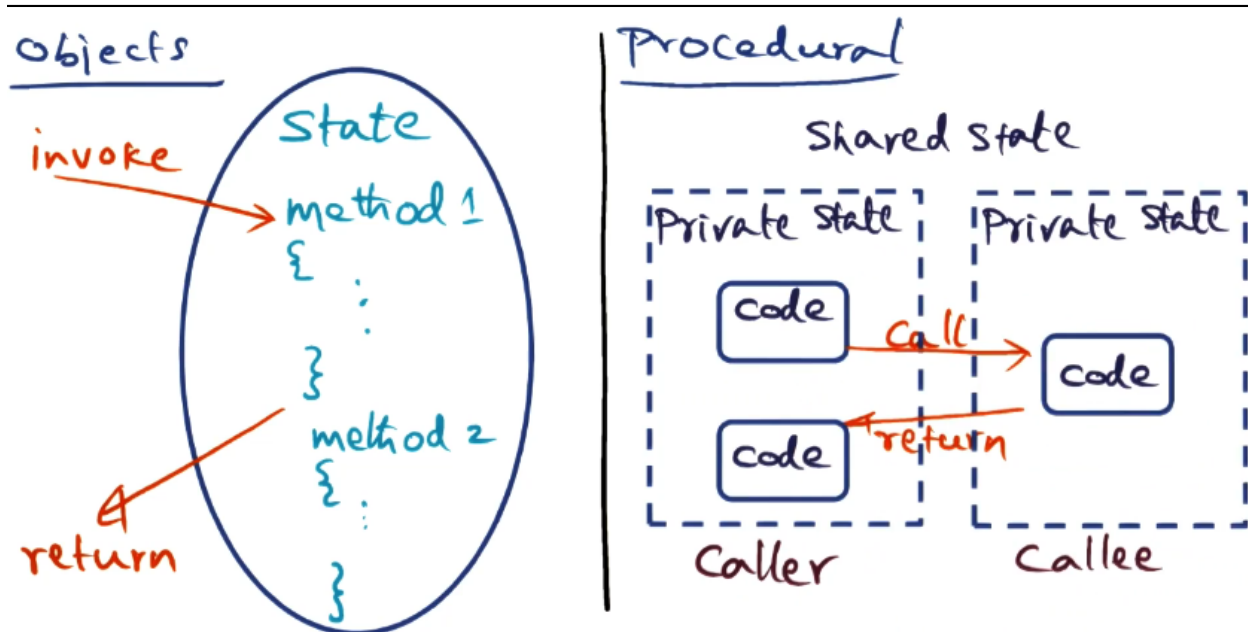 Objects
invoke
State
method 1
{
:
}
method 2
{
:
}
return
Procedural
Shared state
Private state
Private state
code
call
code
return
code
Caller
Callee